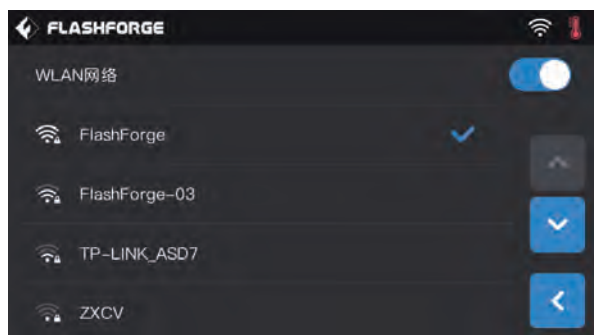 FLASHFORGE
WLAN网络
FlashForge
FlashForge-03
TP-LINK_ASD7
ZXCV